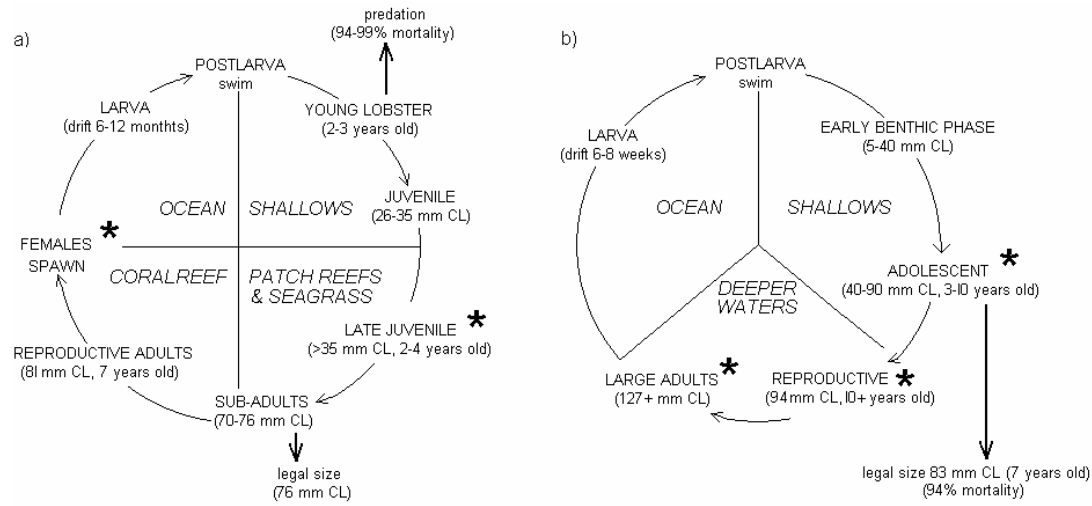 a)
predation
(94-99% mortality)
POSTLARVA
swim
LARVA
(drift 6-12 monthts)
YOUNG LOBSTER
(2-3 years old)
JUVENILE
(26-35 mm CL)
OCEAN
SHALLOWS
FEMALES
SPAWN
*
CORALREEF
PATCH REEFS
& SEAGRASS
LATE JUVENILE
*
(>35 mm CL, 2-4 years old)
REPRODUCTIVE ADULTS
(81 mm CL, 7 years old)
SUB-ADULTS
(70-76 mm CL)
legal size
(76 mm CL)
b)
POSTLARVA
swim
LARVA
(drift 6-8 weeks)
EARLY BENTHIC PHASE
(5-40 mm CL)
OCEAN
SHALLOWS
DEEPER
WATERS
ADOLESCENT
*
(40-90 mm CL, 3-10 years old)
LARGE ADULTS
*
(127+ mm CL)
REPRODUCTIVE
*
(94 mm CL, 10+ years old)
legal size 83 mm CL (7 years old)
(94% mortality)